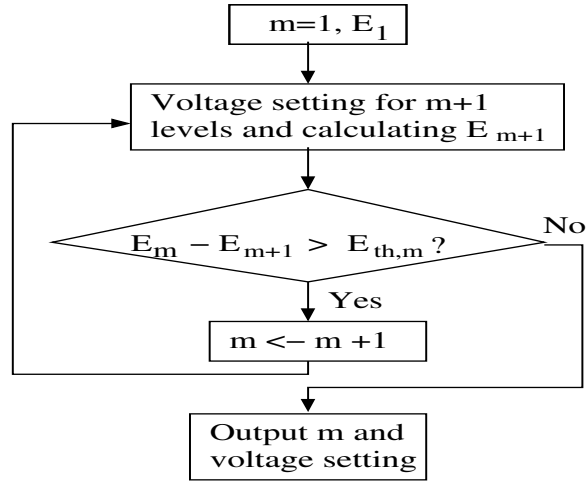 m=1, E1
Voltage setting for m+1
levels and calculating E m+1
Em − Em+1 > Eth,m ?
No
Yes
m <− m +1
Output m and
voltage setting